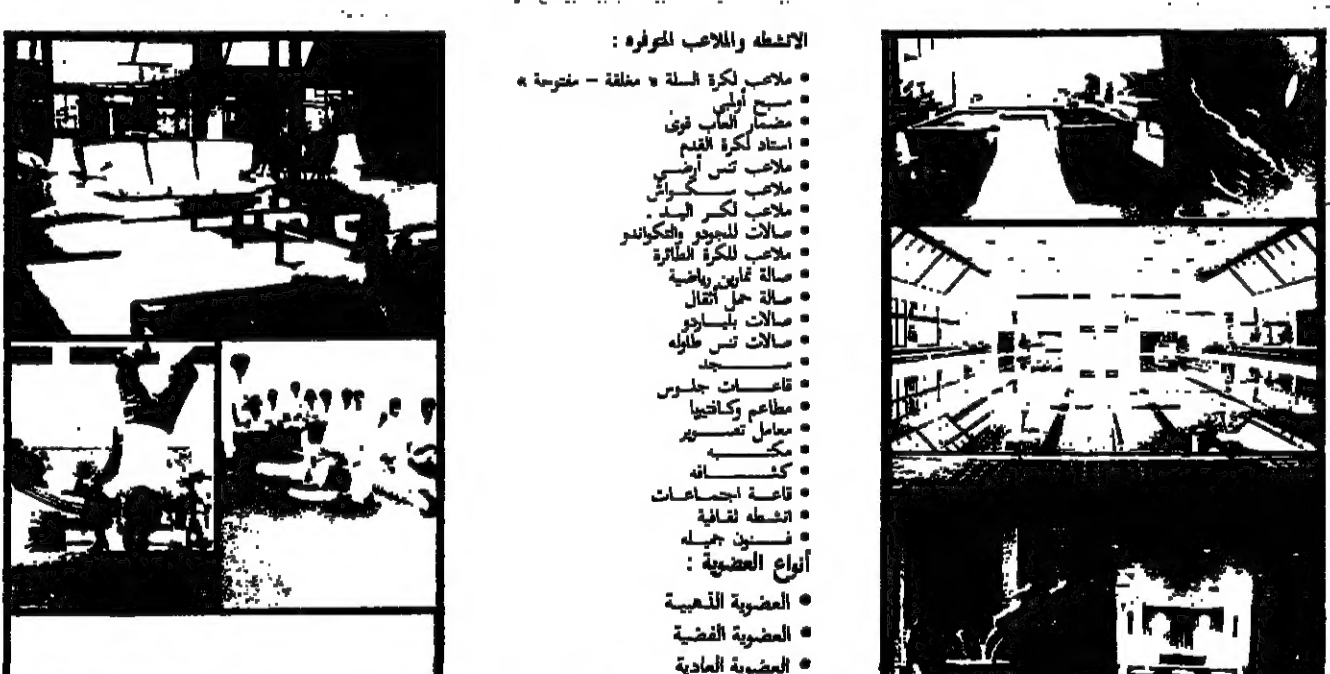 الانشطه والملاعب المتوفره :
• ملاعب لكرة السلة « مغلقة – مفتوحة »
• مسبح أولمبي
• مضمار العاب قوى
• استاد لكرة القدم
• ملاعب تنس أرضي
• ملاعب سكواش
• ملاعب لكر اليد .
• صالات للجودو والتكواندو
• ملاعب للكرة الطائرة
• صالة تمارين رياضية
• صالة حمل أثقال
• صالات بلياردو
• صالات تنس طاوله
• مسجد
• قاعات جلوس
• مطاعم وكافتيريا
• معامل تصوير
• مكتبه
• كشافه
• قاعة اجتماعات
• انشطه ثقافية
• فنون جميله
أنواع العضوية :
• العضوية الذهبية
• العضوية الفضية
• العضوية العادية